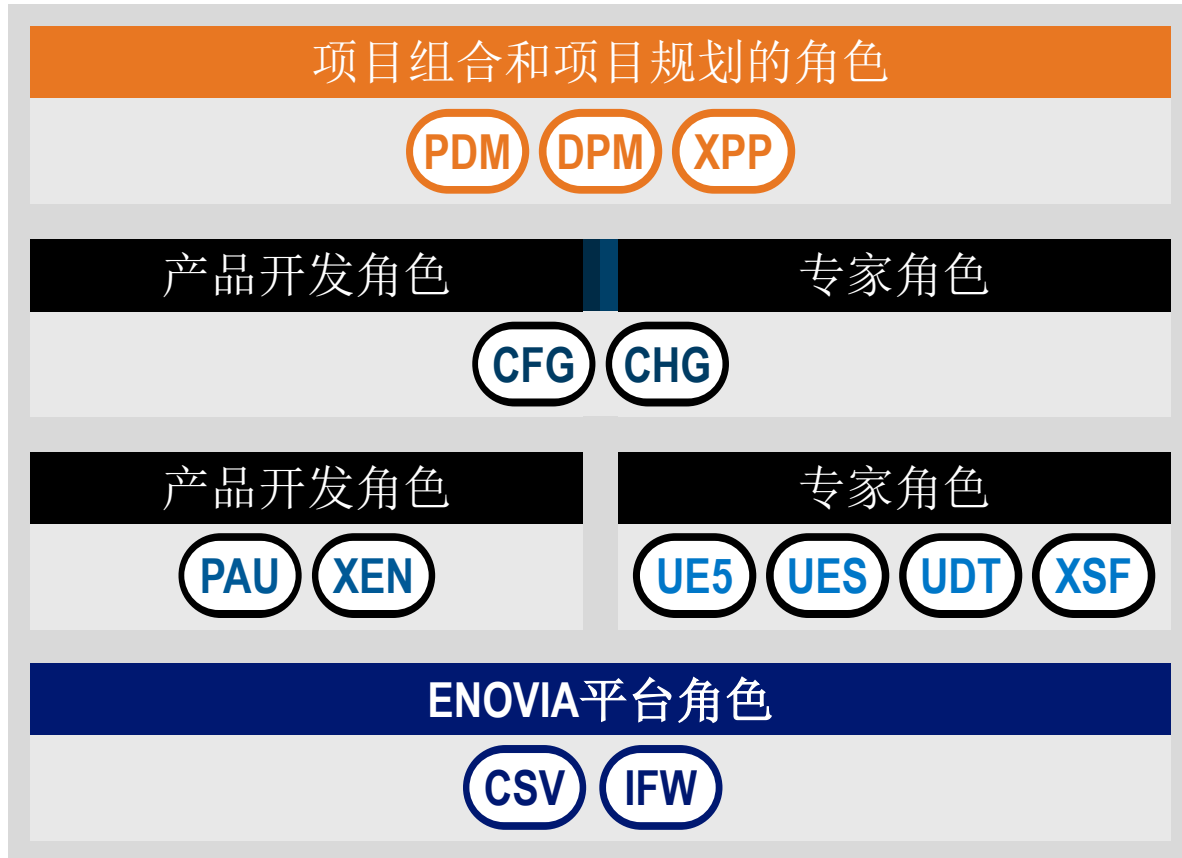 项目组合和项目规划的角色
PDM DPM XPP
产品开发角色 专家角色
CFG CHG
产品开发角色 专家角色
PAU XEN UE5 UES UDT XSF
ENOVIA平台角色
CSV IFW